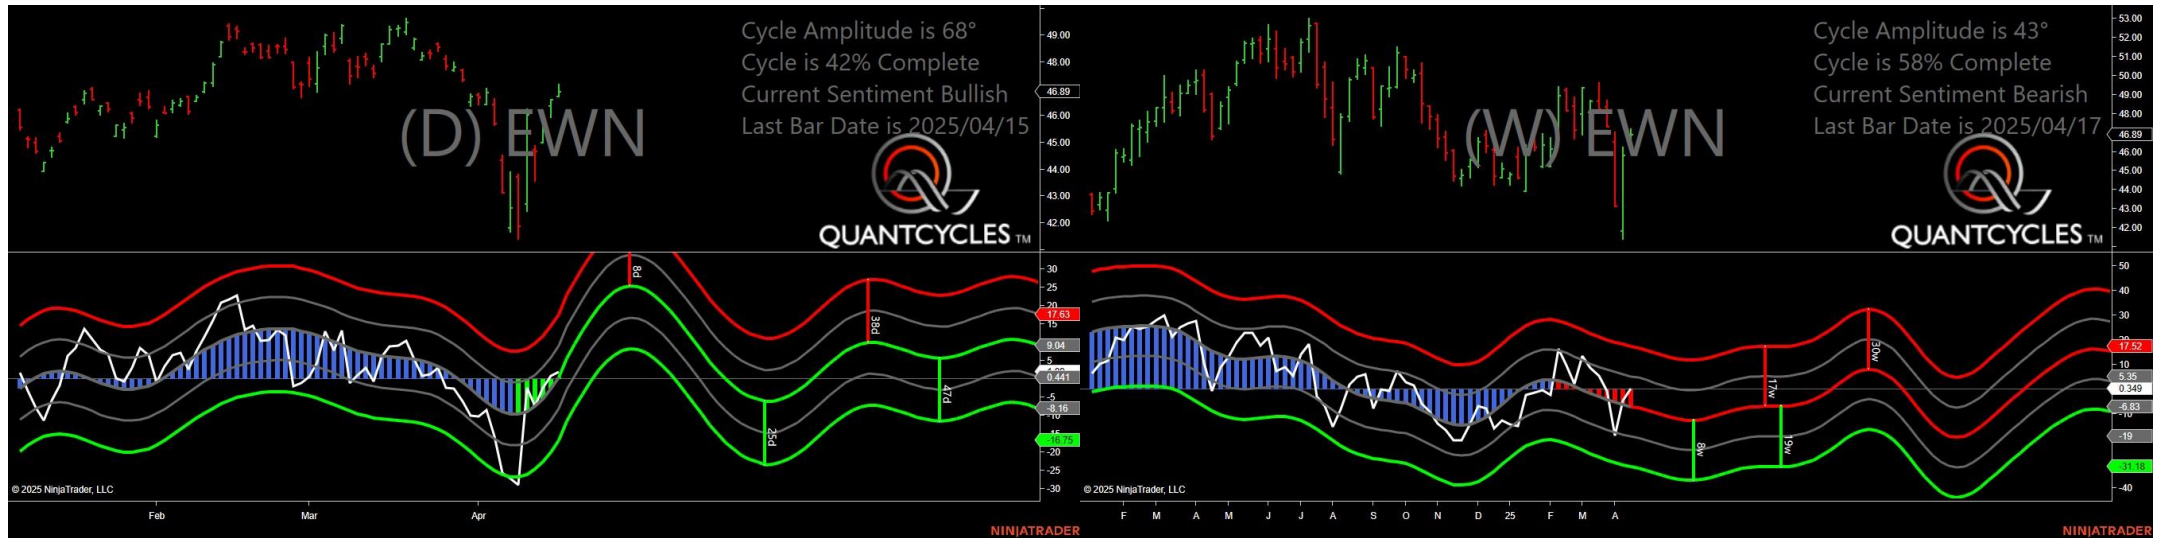 Cycle Amplitude is 68°
Cycle is 42% Complete
Current Sentiment Bullish
Last Bar Date is 2025/04/15
(D) EWN
QUANTCYCLES TM
49.00
48.00
46.89
46.00
45.00
44.00
43.00
42.00
30
25
20
17.63
15
9.04
5
0.441
-5
-8.16
-16.75
-20
-25
-30
8d
25d
38d
47d
© 2025 NinjaTrader, LLC
Feb
Mar
Apr
NINJATRADER
Cycle Amplitude is 43°
Cycle is 58% Complete
Current Sentiment Bearish
Last Bar Date is 2025/04/17
(W) EWN
QUANTCYCLES TM
53.00
52.00
51.00
50.00
49.00
48.00
46.89
46.00
45.00
44.00
43.00
42.00
50
40
30
17.52
10
5.35
0.349
-6.83
-19
-31.18
-40
8w
17w
19w
30w
© 2025 NinjaTrader, LLC
F
M
A
M
J
J
A
S
O
N
D
25
F
M
A
NINJATRADER